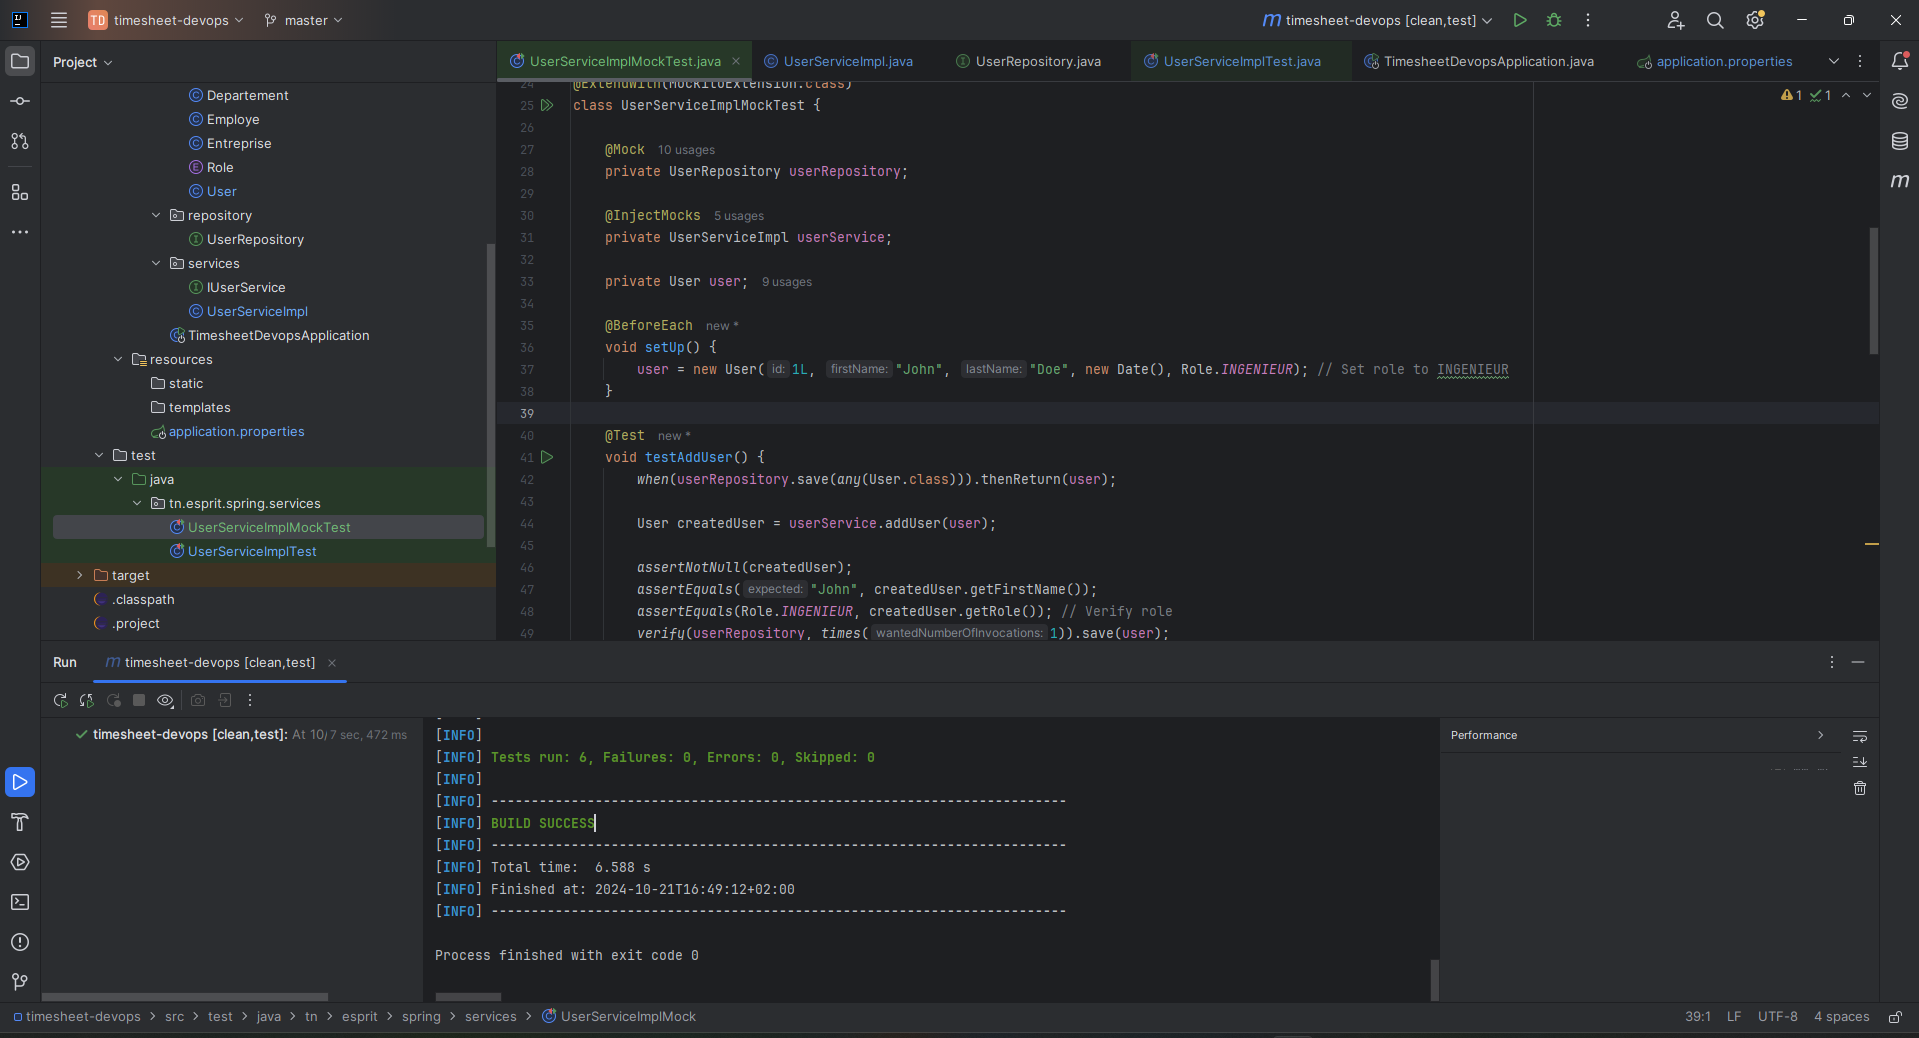 TD timesheet-devops master
timesheet-devops [clean,test]
Project
UserServiceImplMockTest.java
UserServiceImpl.java
UserRepository.java
UserServiceImplTest.java
TimesheetDevopsApplication.java
application.properties
Departement
Employe
Entreprise
Role
User
repository
UserRepository
services
IUserService
UserServiceImpl
TimesheetDevopsApplication
resources
static
templates
application.properties
test
java
tn.esprit.spring.services
UserServiceImplMockTest
UserServiceImplTest
target
.classpath
.project
1 1
24 @ExtendWith(MockitoExtension.class)
25 class UserServiceImplMockTest {
26
27 @Mock 10 usages
28 private UserRepository userRepository;
29
30 @InjectMocks 5 usages
31 private UserServiceImpl userService;
32
33 private User user; 9 usages
34
35 @BeforeEach new *
36 void setUp() {
37 user = new User( id: 1L, firstName: "John", lastName: "Doe", new Date(), Role.INGENIEUR); // Set role to INGENIEUR
38 }
39
40 @Test new *
41 void testAddUser() {
42 when(userRepository.save(any(User.class))).thenReturn(user);
43
44 User createdUser = userService.addUser(user);
45
46 assertNotNull(createdUser);
47 assertEquals( expected: "John", createdUser.getFirstName());
48 assertEquals(Role.INGENIEUR, createdUser.getRole()); // Verify role
49 verify(userRepository, times( wantedNumberOfInvocations: 1)).save(user);
Run timesheet-devops [clean,test]
timesheet-devops [clean,test]: At 10/ 7 sec, 472 ms
[INFO]
[INFO] Tests run: 6, Failures: 0, Errors: 0, Skipped: 0
[INFO]
[INFO] ------------------------------------------------------------------------
[INFO] BUILD SUCCESS
[INFO] ------------------------------------------------------------------------
[INFO] Total time:  6.588 s
[INFO] Finished at: 2024-10-21T16:49:12+02:00
[INFO] ------------------------------------------------------------------------
Process finished with exit code 0
Performance
timesheet-devops > src > test > java > tn > esprit > spring > services > UserServiceImplMock
39:1 LF UTF-8 4 spaces